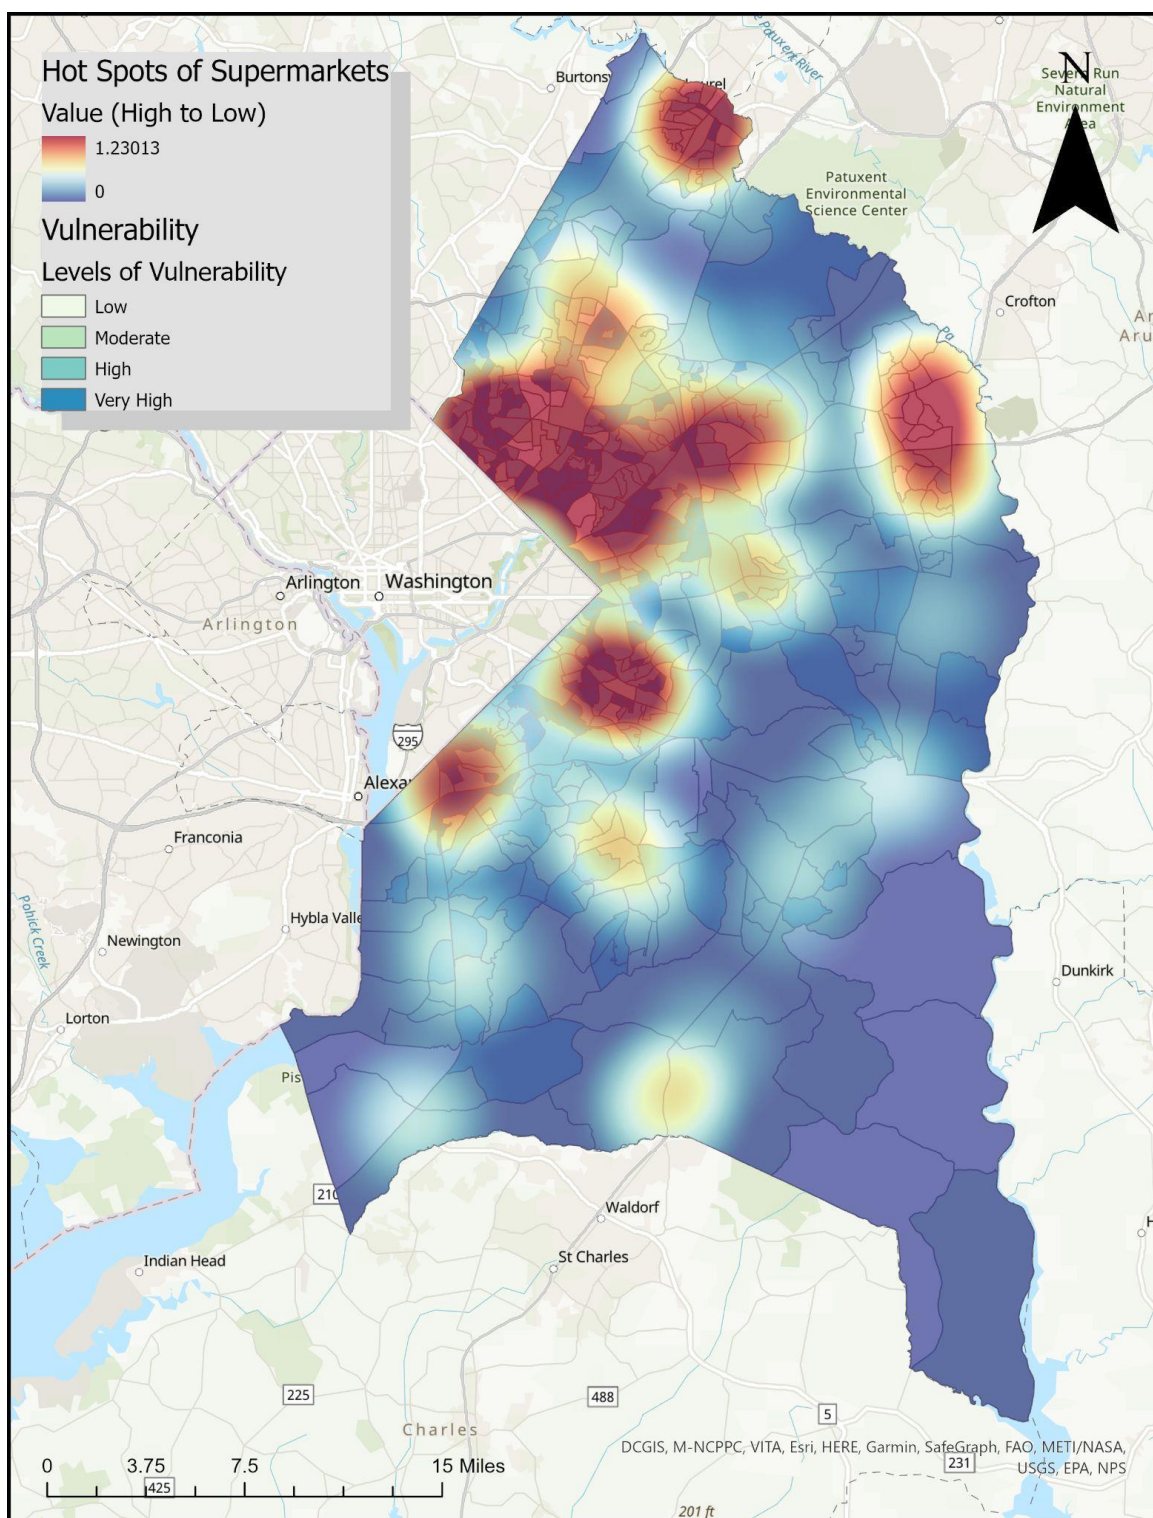 Hot Spots of Supermarkets
Value (High to Low)
1.23013
0
Vulnerability
Levels of Vulnerability
Low
Moderate
High
Very High
N
Patuxent River
Severn Run
Natural
Environment
Area
Patuxent
Environmental
Science Center
Crofton
Arlington
Washington
Arlington
295
Franconia
Newington
Pohick Creek
Lorton
Dunkirk
210
Waldorf
Indian Head
St Charles
225
488
5
Charles
DCGIS, M-NCPPC, VITA, Esri, HERE, Garmin, SafeGraph, FAO, METI/NASA,
USGS, EPA, NPS
231
0 3.75 7.5 15 Miles
425
201 ft